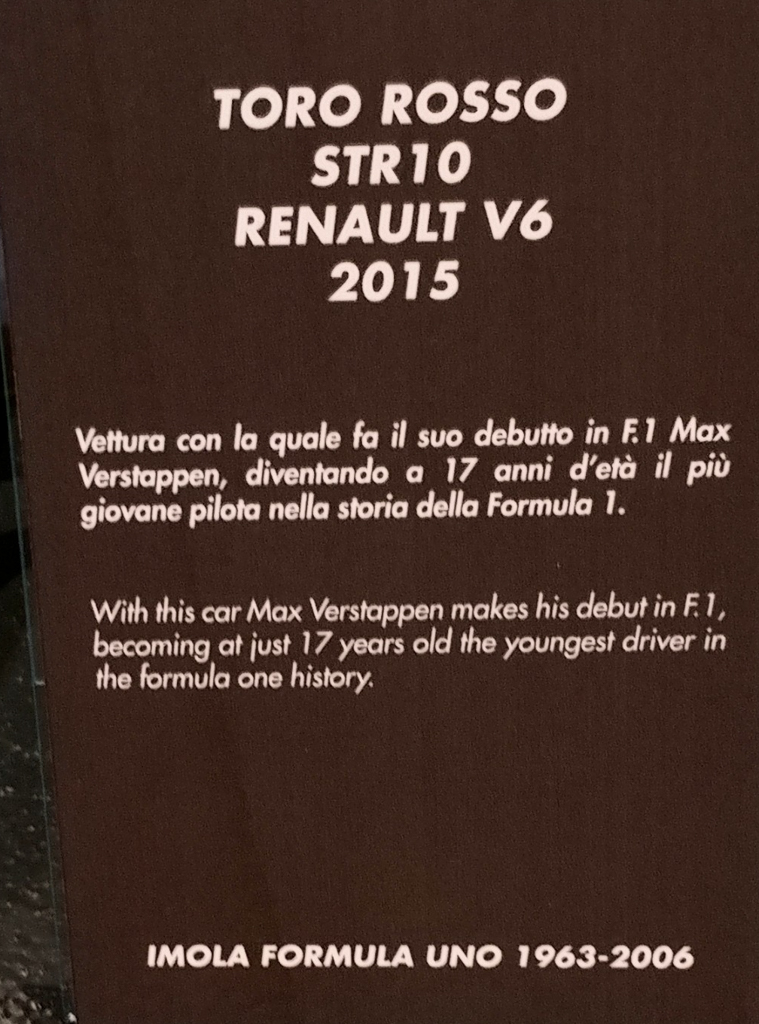 TORO ROSSO
STR10
RENAULT V6
2015
Vettura con la quale fa il suo debutto in F.1 Max
Verstappen, diventando a 17 anni d'età il più
giovane pilota nella storia della Formula 1.
With this car Max Verstappen makes his debut in F.1,
becoming at just 17 years old the youngest driver in
the formula one history.
IMOLA FORMULA UNO 1963-2006